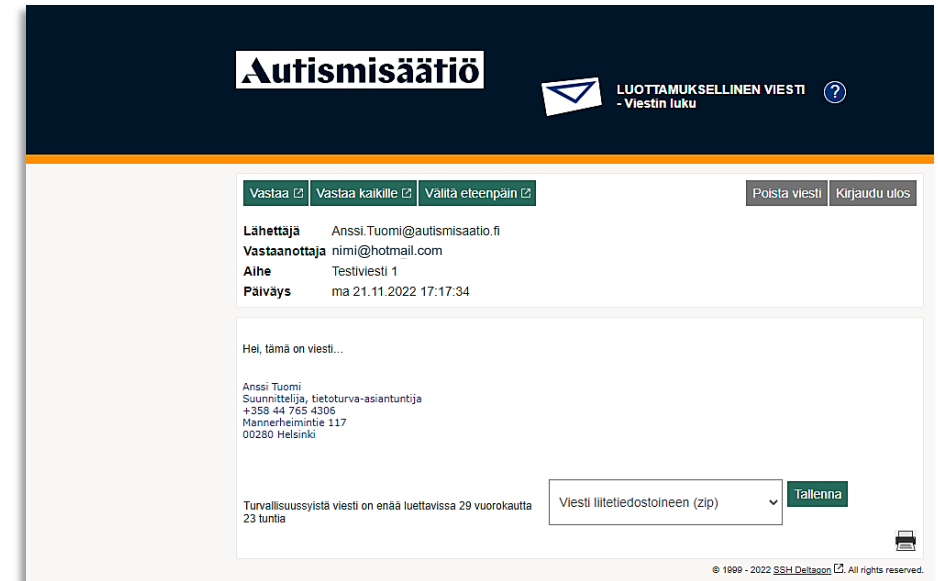 Autismisäätiö
LUOTTAMUKSELLINEN VIESTI ?
- Viestin luku
Vastaa Vastaa kaikille Välitä eteenpäin Poista viesti Kirjaudu ulos
Lähettäjä Anssi.Tuomi@autismisaatio.fi
Vastaanottaja nimi@hotmail.com
Aihe Testiviesti 1
Päiväys ma 21.11.2022 17:17:34
Hei, tämä on viesti...
Anssi Tuomi
Suunnittelija, tietoturva-asiantuntija
+358 44 765 4306
Mannerheimintie 117
00280 Helsinki
Turvallisuussyistä viesti on enää luettavissa 29 vuorokautta
23 tuntia
Viesti liitetiedostoineen (zip) Tallenna
© 1999 - 2022 SSH Deltagon . All rights reserved.